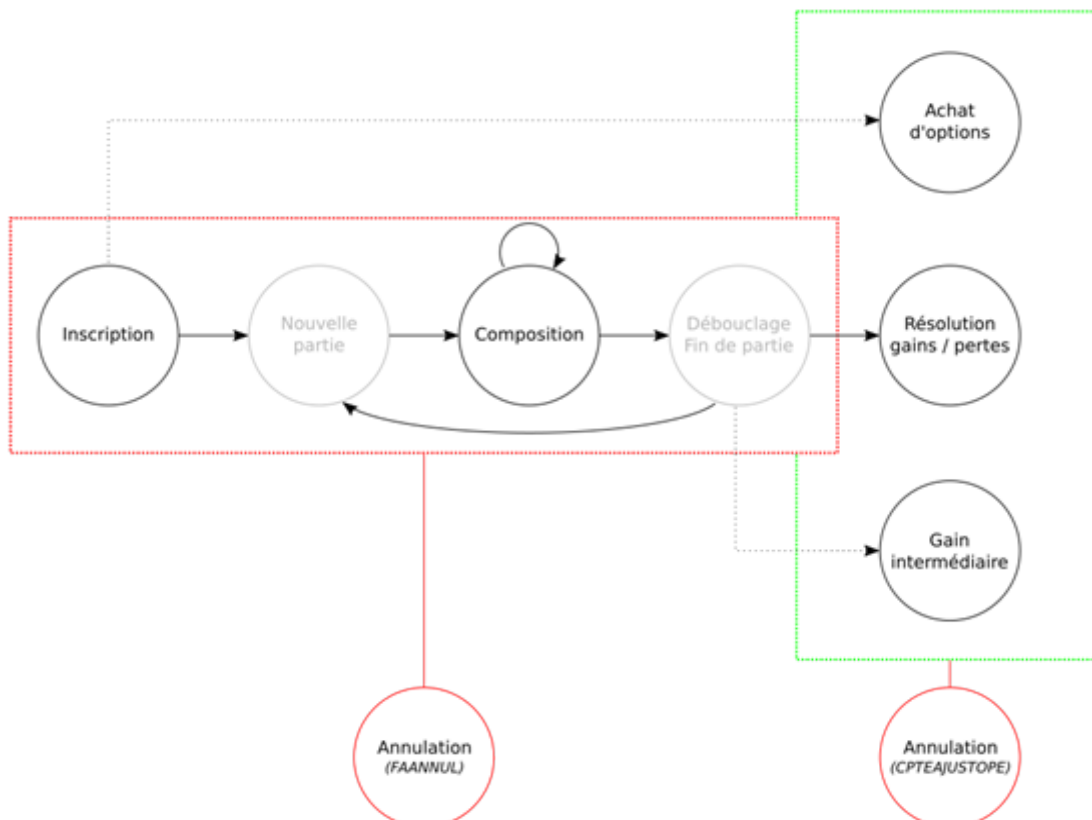 Achat
d'options
Inscription
Nouvelle
partie
Composition
Débouclage
Fin de partie
Résolution
gains / pertes
Gain
intermédiaire
Annulation
(FAANNUL)
Annulation
(CPTEAJUSTOPE)